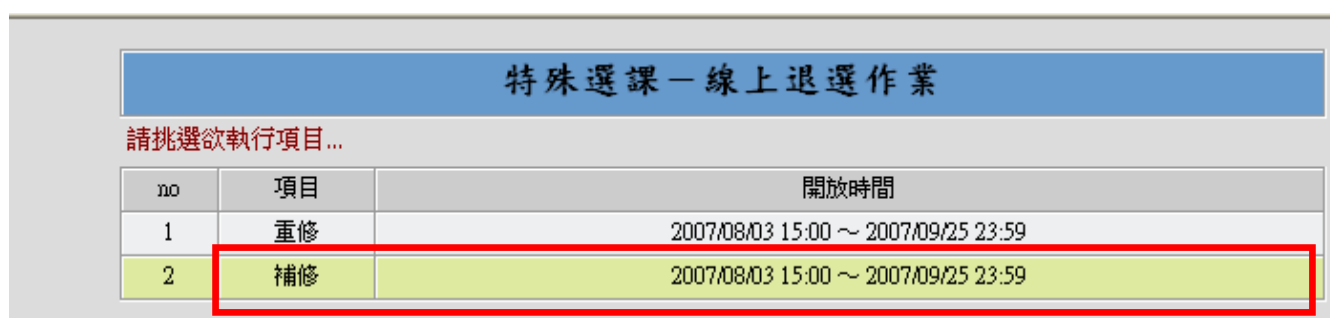 特殊選課－線上退選作業
請挑選欲執行項目...
no 項目 開放時間
1 重修 2007/08/03 15:00 ～ 2007/09/25 23:59
2 補修 2007/08/03 15:00 ～ 2007/09/25 23:59